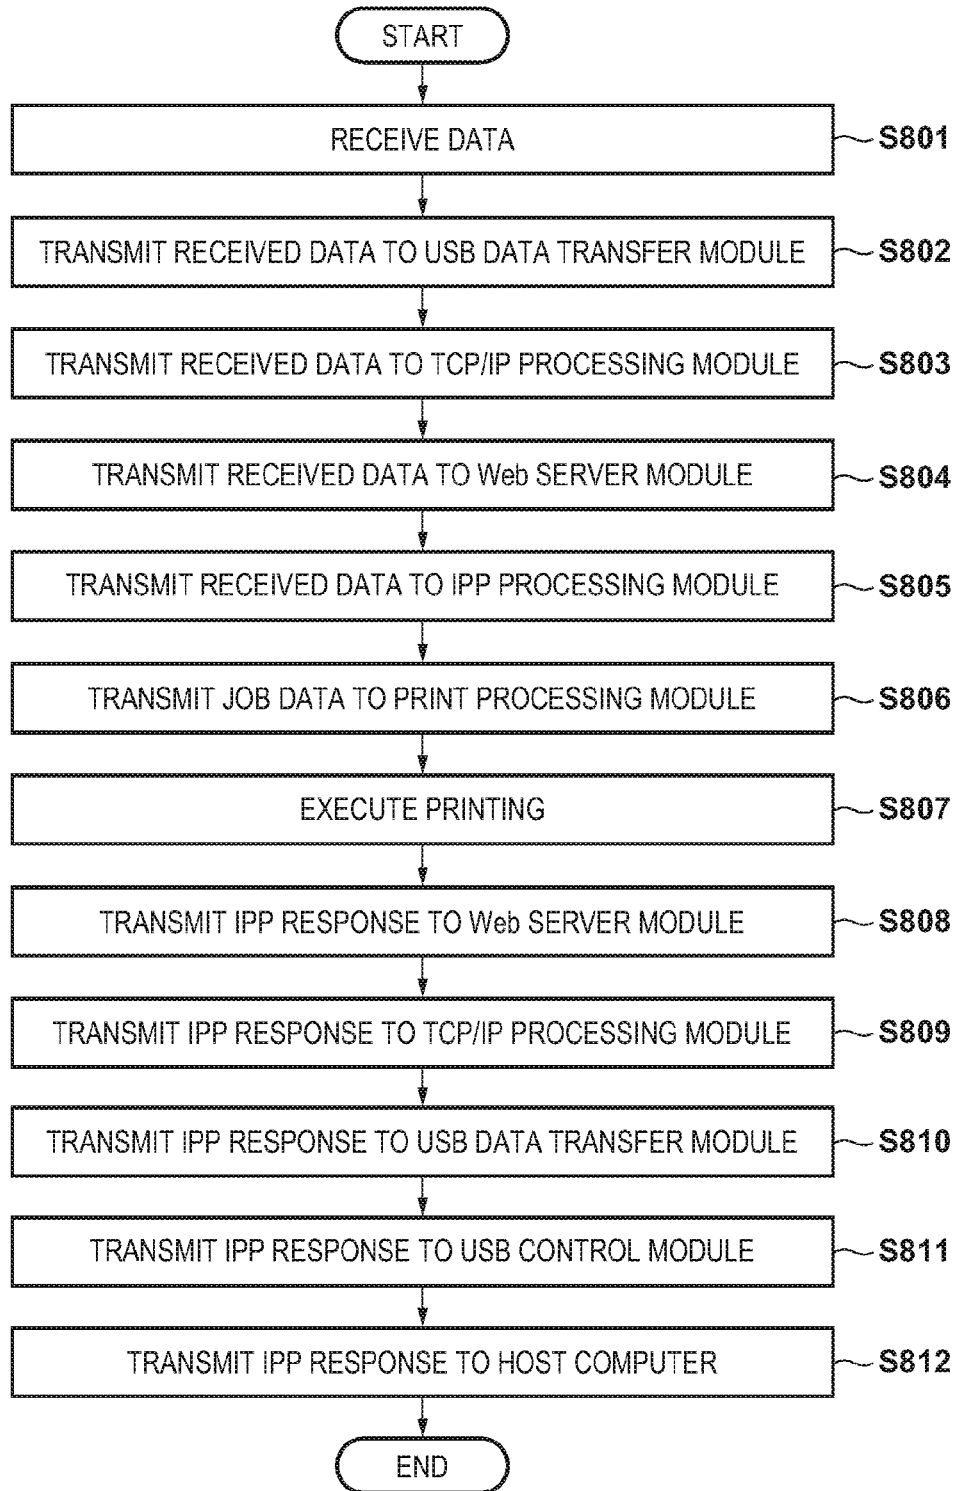 START
RECEIVE DATA
S801
TRANSMIT RECEIVED DATA TO USB DATA TRANSFER MODULE
S802
TRANSMIT RECEIVED DATA TO TCP/IP PROCESSING MODULE
S803
TRANSMIT RECEIVED DATA TO Web SERVER MODULE
S804
TRANSMIT RECEIVED DATA TO IPP PROCESSING MODULE
S805
TRANSMIT JOB DATA TO PRINT PROCESSING MODULE
S806
EXECUTE PRINTING
S807
TRANSMIT IPP RESPONSE TO Web SERVER MODULE
S808
TRANSMIT IPP RESPONSE TO TCP/IP PROCESSING MODULE
S809
TRANSMIT IPP RESPONSE TO USB DATA TRANSFER MODULE
S810
TRANSMIT IPP RESPONSE TO USB CONTROL MODULE
S811
TRANSMIT IPP RESPONSE TO HOST COMPUTER
S812
END